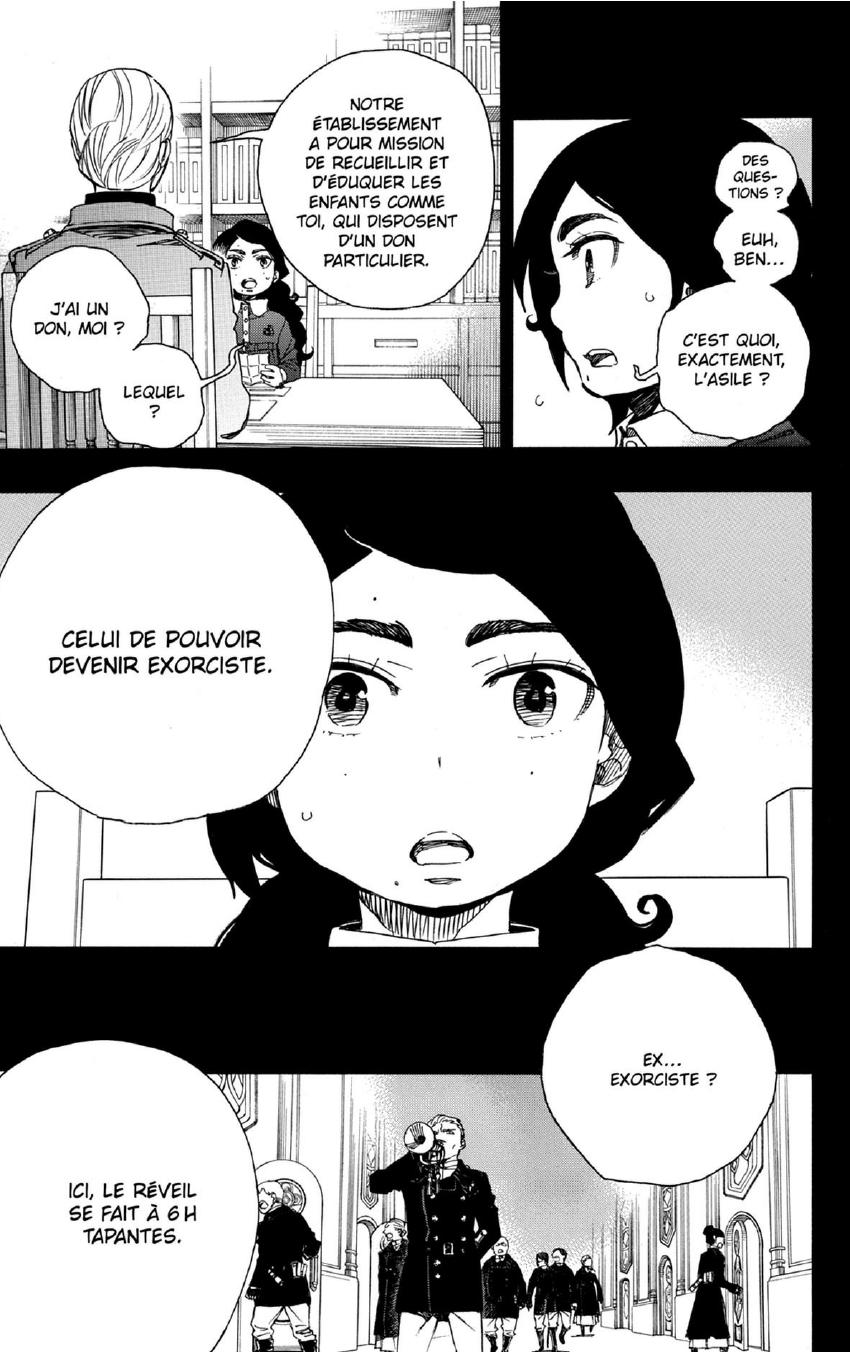 DES
QUES-
TIONS ?
EUH,
BEN...
C'EST QUOI,
EXACTEMENT,
L'ASILE ?
NOTRE
ÉTABLISSEMENT
A POUR MISSION
DE RECUEILLIR ET
D'ÉDUQUER LES
ENFANTS COMME
TOI, QUI DISPOSENT
D'UN DON
PARTICULIER.
J'AI UN
DON, MOI ?
LEQUEL
?
CELUI DE POUVOIR
DEVENIR EXORCISTE.
EX...
EXORCISTE ?
ICI, LE RÉVEIL
SE FAIT À 6 H
TAPANTES.